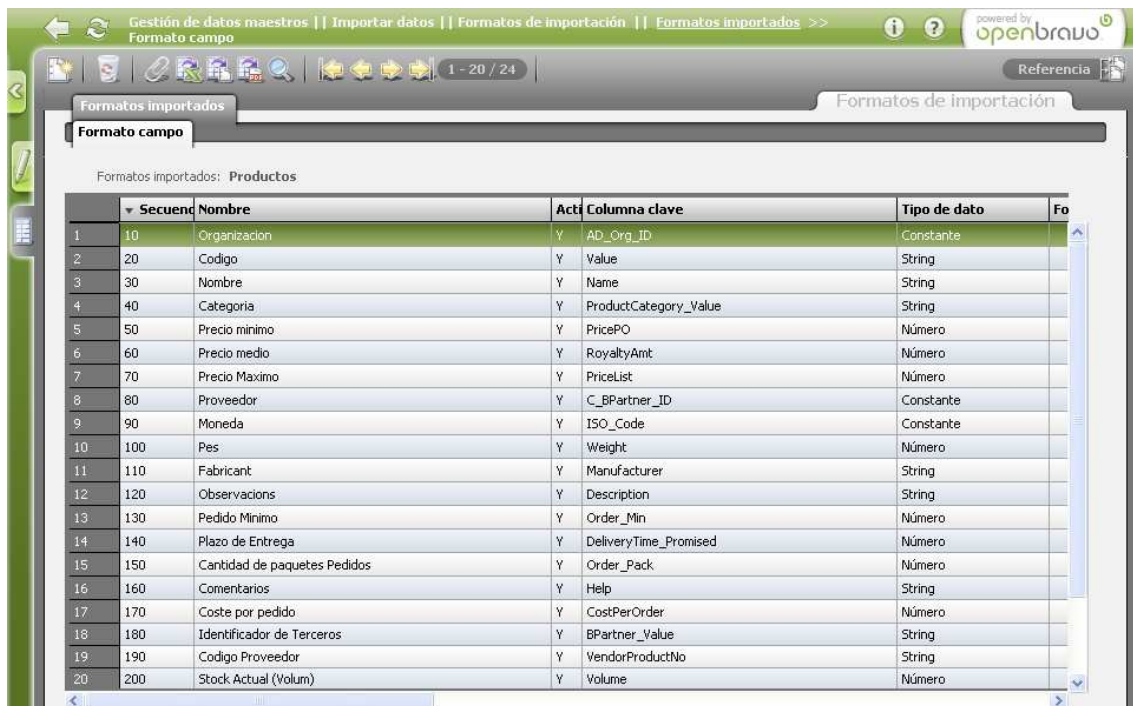 Gestión de datos maestros || Importar datos || Formatos de importación || Formatos importados >>
Formato campo
powered by
openbravo
1 - 20 / 24
Referencia
Formatos importados
Formatos de importación
Formato campo
Formatos importados: Productos
Secuenc Nombre Acti Columna clave Tipo de dato Fo
1 10 Organizacion Y AD_Org_ID Constante
2 20 Codigo Y Value String
3 30 Nombre Y Name String
4 40 Categoria Y ProductCategory_Value String
5 50 Precio minimo Y PricePO Número
6 60 Precio medio Y RoyaltyAmt Número
7 70 Precio Maximo Y PriceList Número
8 80 Proveedor Y C_BPartner_ID Constante
9 90 Moneda Y ISO_Code Constante
10 100 Pes Y Weight Número
11 110 Fabricant Y Manufacturer String
12 120 Observacions Y Description String
13 130 Pedido Minimo Y Order_Min Número
14 140 Plazo de Entrega Y DeliveryTime_Promised Número
15 150 Cantidad de paquetes Pedidos Y Order_Pack Número
16 160 Comentarios Y Help String
17 170 Coste por pedido Y CostPerOrder Número
18 180 Identificador de Terceros Y BPartner_Value String
19 190 Codigo Proveedor Y VendorProductNo String
20 200 Stock Actual (Volum) Y Volume Número